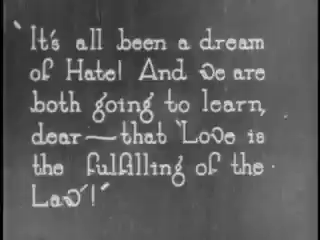 "It's all been a dream
of Hate! And we are
both going to learn,
dear — that 'Love is
the fulfilling of the
Law'!"